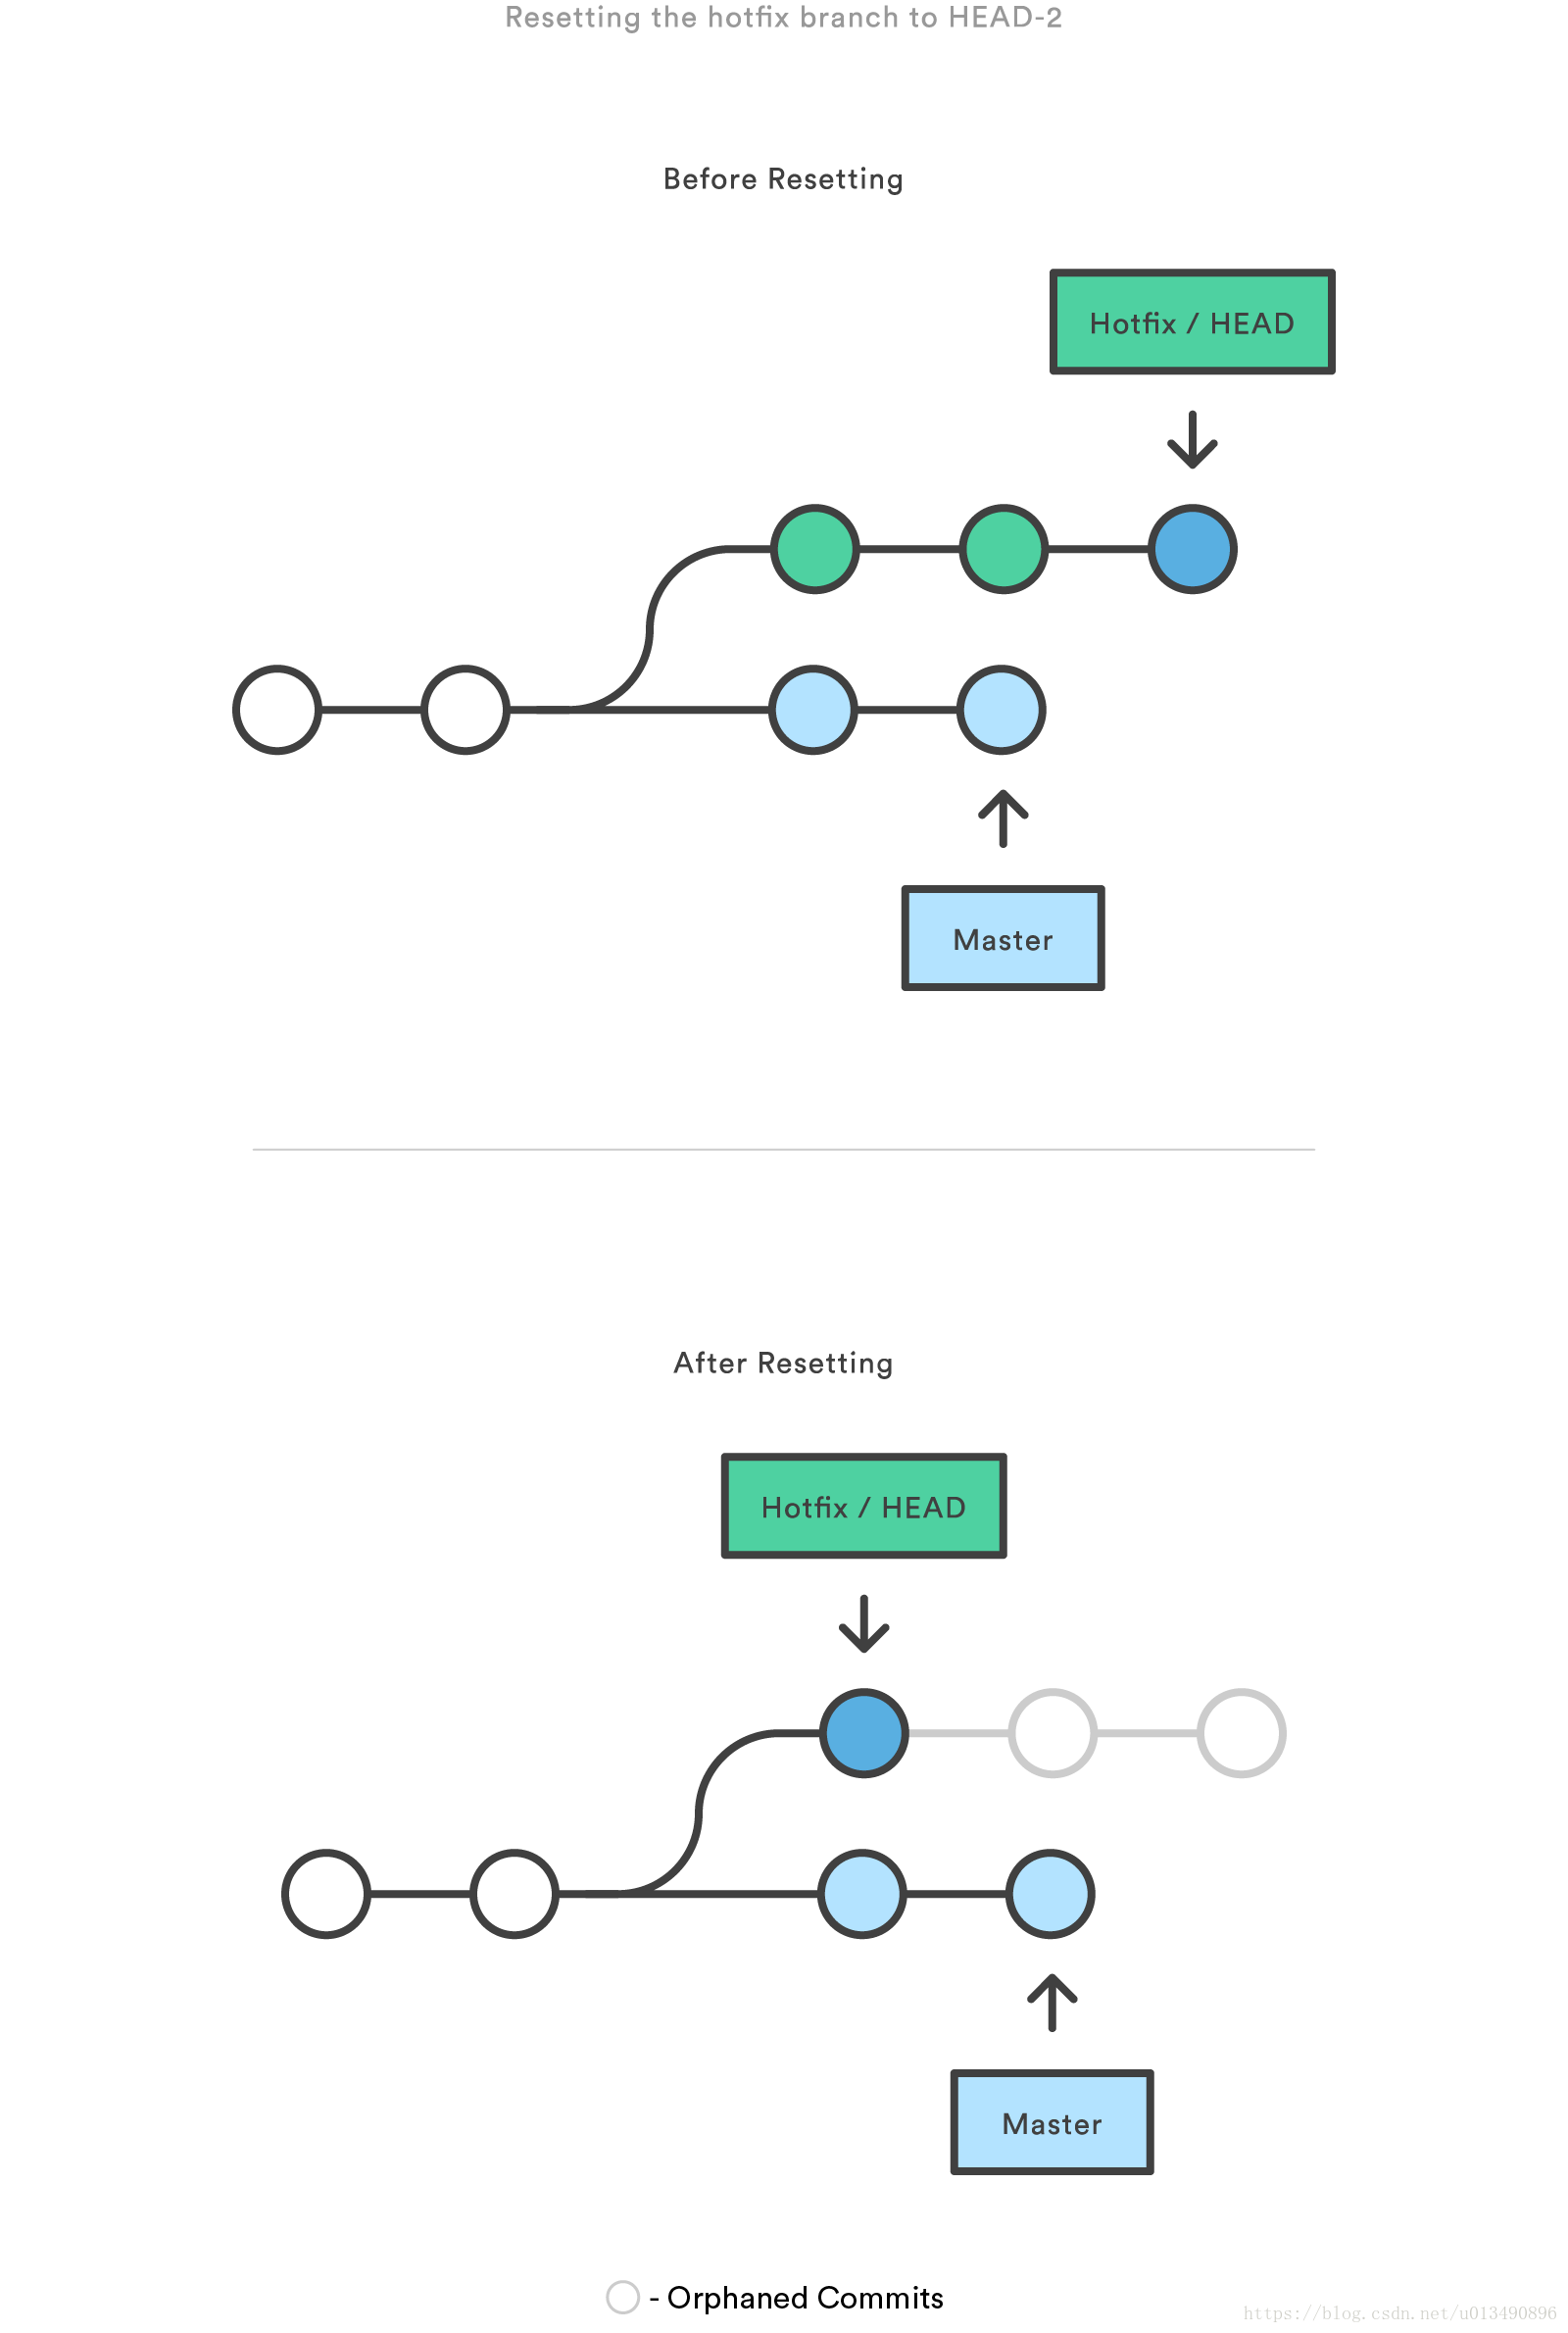 Resetting the hotfix branch to HEAD-2
Before Resetting
Hotfix / HEAD
Master
After Resetting
Hotfix / HEAD
Master
- Orphaned Commits
https://blog.csdn.net/u013490896